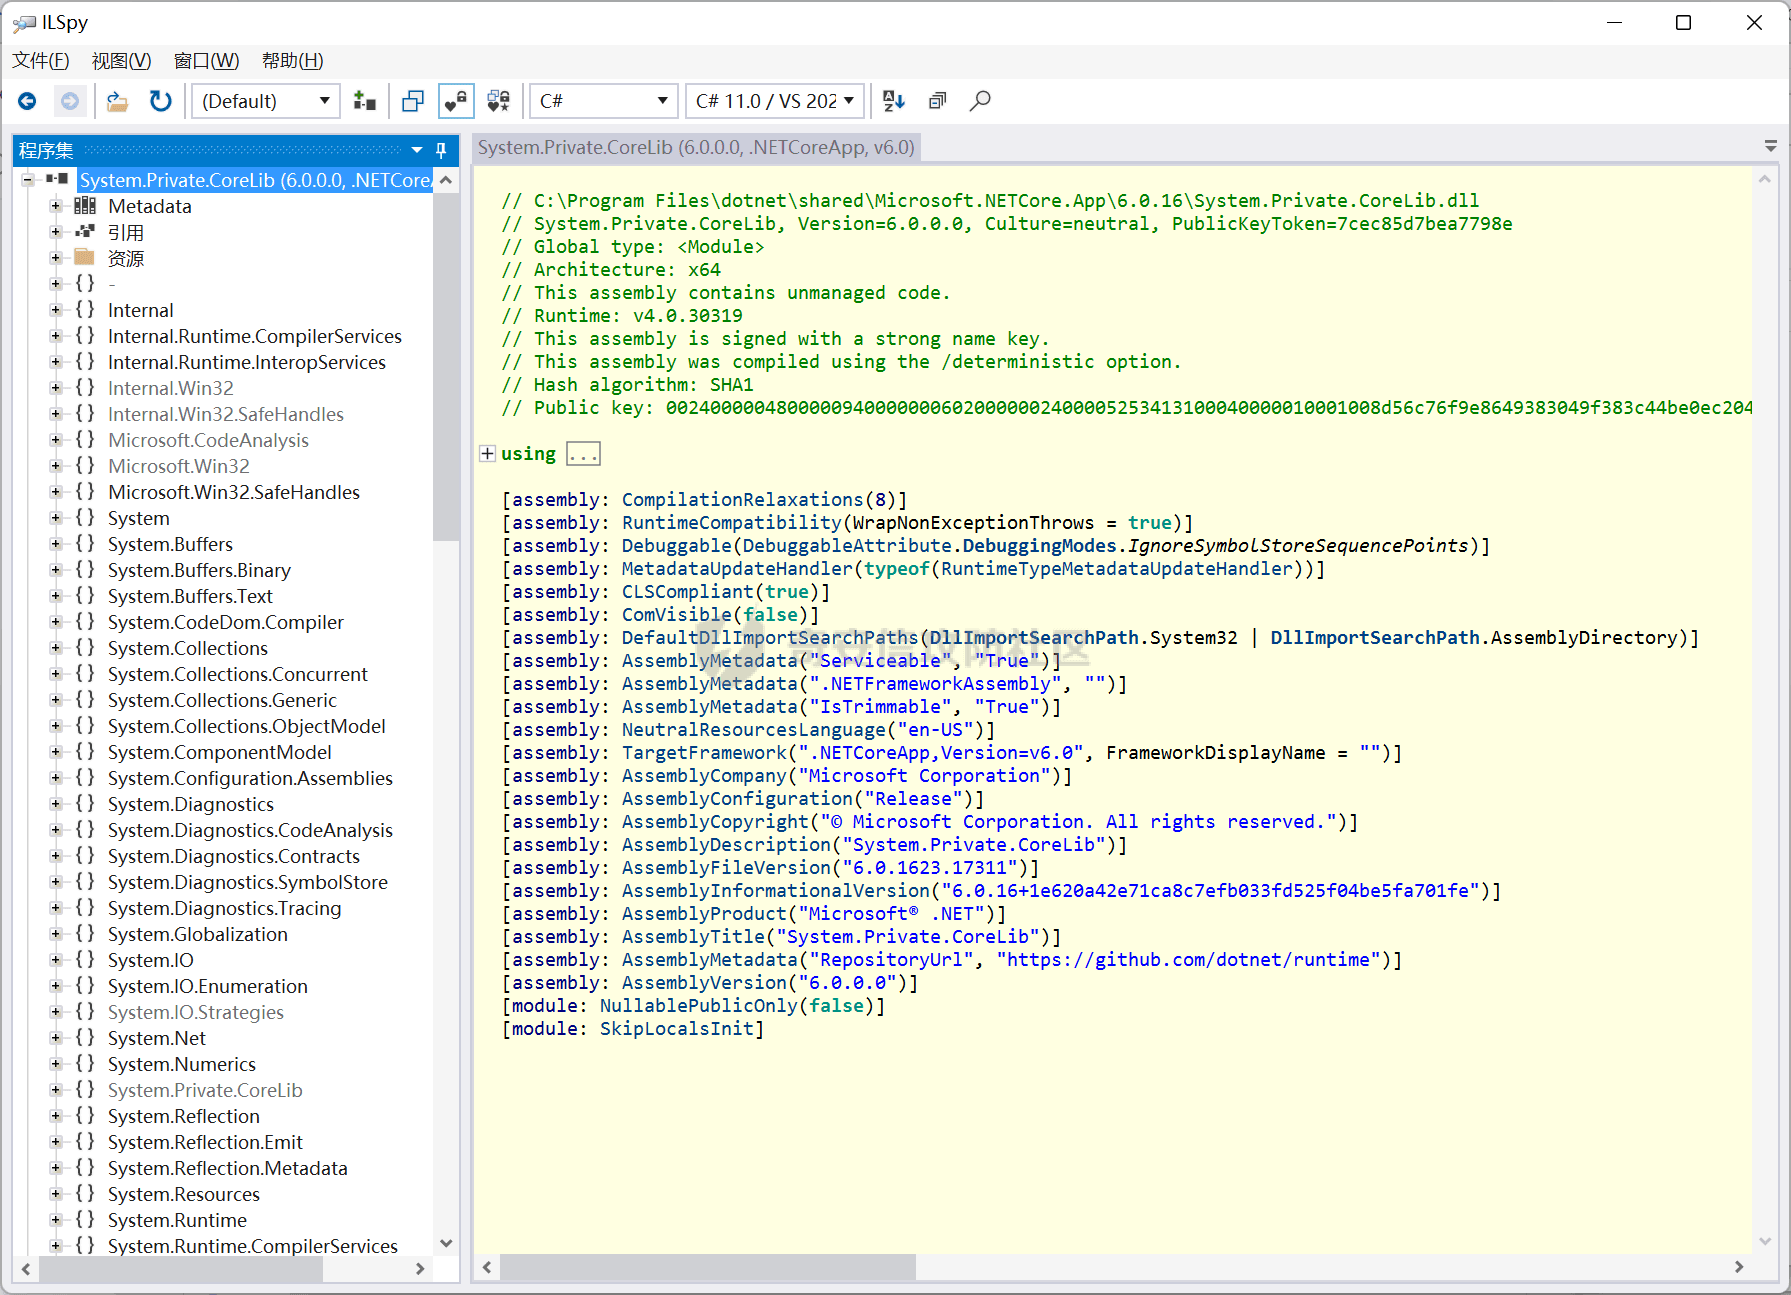 ILSpy
文件(F) 视图(V) 窗口(W) 帮助(H)
(Default) C# C# 11.0 / VS 202
程序集
System.Private.CoreLib (6.0.0.0, .NETCoreA
Metadata
引用
资源
-
Internal
Internal.Runtime.CompilerServices
Internal.Runtime.InteropServices
Internal.Win32
Internal.Win32.SafeHandles
Microsoft.CodeAnalysis
Microsoft.Win32
Microsoft.Win32.SafeHandles
System
System.Buffers
System.Buffers.Binary
System.Buffers.Text
System.CodeDom.Compiler
System.Collections
System.Collections.Concurrent
System.Collections.Generic
System.Collections.ObjectModel
System.ComponentModel
System.Configuration.Assemblies
System.Diagnostics
System.Diagnostics.CodeAnalysis
System.Diagnostics.Contracts
System.Diagnostics.SymbolStore
System.Diagnostics.Tracing
System.Globalization
System.IO
System.IO.Enumeration
System.IO.Strategies
System.Net
System.Numerics
System.Private.CoreLib
System.Reflection
System.Reflection.Emit
System.Reflection.Metadata
System.Resources
System.Runtime
System.Runtime.CompilerServices
System.Private.CoreLib (6.0.0.0, .NETCoreApp, v6.0)
// C:\Program Files\dotnet\shared\Microsoft.NETCore.App\6.0.16\System.Private.CoreLib.dll
// System.Private.CoreLib, Version=6.0.0.0, Culture=neutral, PublicKeyToken=7cec85d7bea7798e
// Global type: <Module>
// Architecture: x64
// This assembly contains unmanaged code.
// Runtime: v4.0.30319
// This assembly is signed with a strong name key.
// This assembly was compiled using the /deterministic option.
// Hash algorithm: SHA1
// Public key: 00240000048000009400000006020000002400005253413100040000010001008d56c76f9e8649383049f383c44be0ec204
using ...
[assembly: CompilationRelaxations(8)]
[assembly: RuntimeCompatibility(WrapNonExceptionThrows = true)]
[assembly: Debuggable(DebuggableAttribute.DebuggingModes.IgnoreSymbolStoreSequencePoints)]
[assembly: MetadataUpdateHandler(typeof(RuntimeTypeMetadataUpdateHandler))]
[assembly: CLSCompliant(true)]
[assembly: ComVisible(false)]
[assembly: DefaultDllImportSearchPaths(DllImportSearchPath.System32 | DllImportSearchPath.AssemblyDirectory)]
[assembly: AssemblyMetadata("Serviceable", "True")]
[assembly: AssemblyMetadata(".NETFrameworkAssembly", "")]
[assembly: AssemblyMetadata("IsTrimmable", "True")]
[assembly: NeutralResourcesLanguage("en-US")]
[assembly: TargetFramework(".NETCoreApp,Version=v6.0", FrameworkDisplayName = "")]
[assembly: AssemblyCompany("Microsoft Corporation")]
[assembly: AssemblyConfiguration("Release")]
[assembly: AssemblyCopyright("© Microsoft Corporation. All rights reserved.")]
[assembly: AssemblyDescription("System.Private.CoreLib")]
[assembly: AssemblyFileVersion("6.0.1623.17311")]
[assembly: AssemblyInformationalVersion("6.0.16+1e620a42e71ca8c7efb033fd525f04be5fa701fe")]
[assembly: AssemblyProduct("Microsoft® .NET")]
[assembly: AssemblyTitle("System.Private.CoreLib")]
[assembly: AssemblyMetadata("RepositoryUrl", "https://github.com/dotnet/runtime")]
[assembly: AssemblyVersion("6.0.0.0")]
[module: NullablePublicOnly(false)]
[module: SkipLocalsInit]
奇安信攻防社区